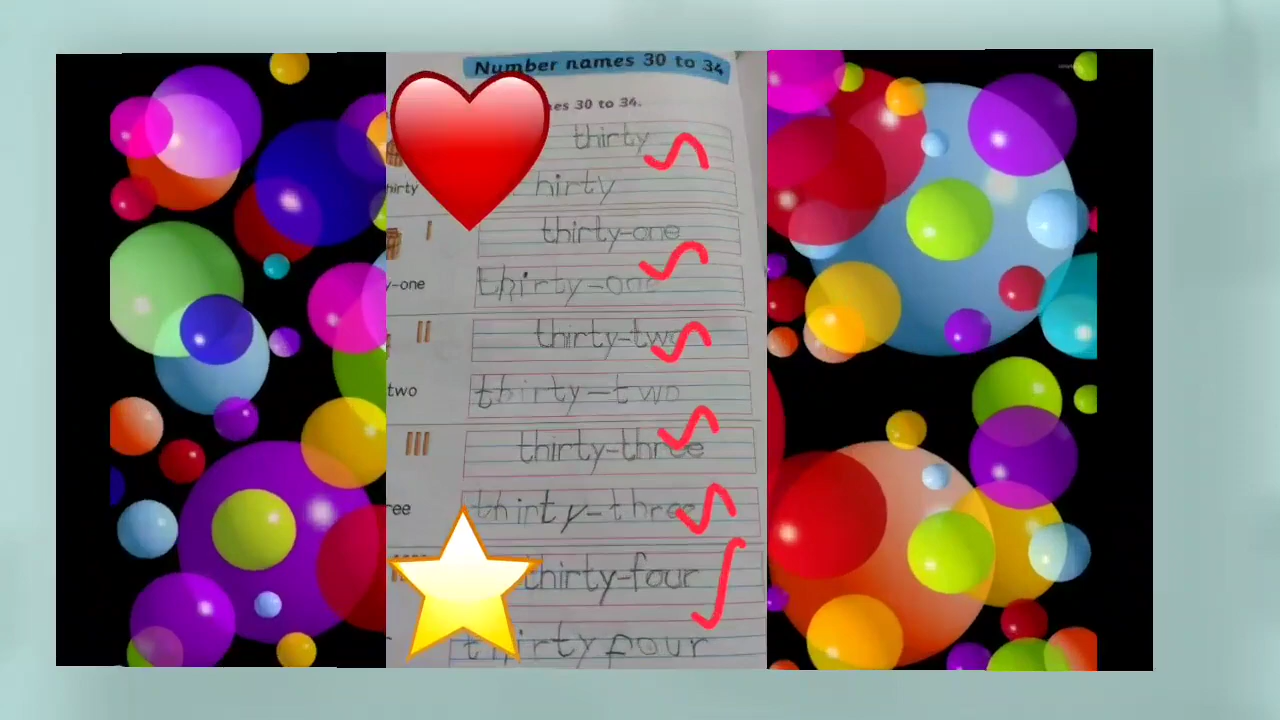 Number names 30 to 34
es 30 to 34.
thirty
hirty
hirty
thirty-one
y-one
thirty-one
thirty-two
two
thirty-two
thirty-three
ree
thirty-three
thirty-four
thirty four